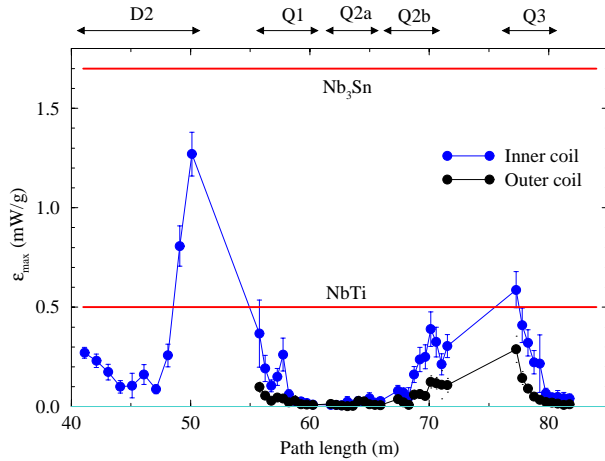 D2 Q1 Q2a Q2b Q3
1.5
Nb3Sn
Inner coil
Outer coil
1.0
εmax (mW/g)
0.5
NbTi
0.0
40 50 60 70 80
Path length (m)